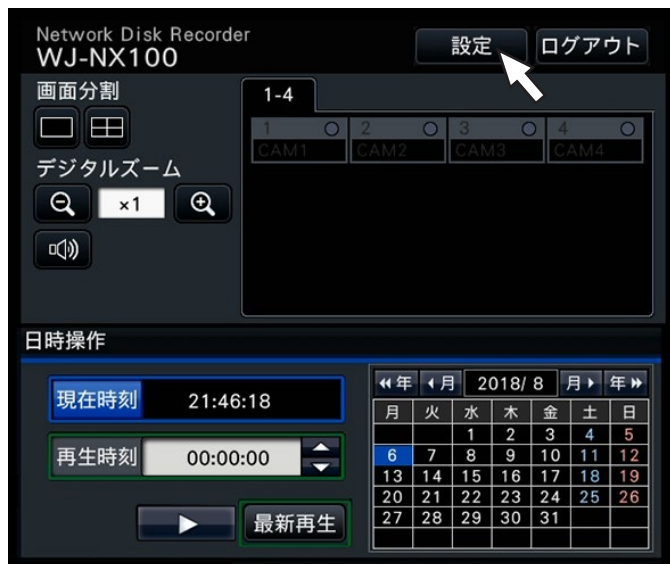 Network Disk Recorder
WJ-NX100
設定
ログアウト
画面分割
1-4
1 2 3 4
CAM1 CAM2 CAM3 CAM4
デジタルズーム
×1
日時操作
現在時刻 21:46:18
再生時刻 00:00:00
最新再生
年 月 2018/ 8 月 年
月 火 水 木 金 土 日
1 2 3 4 5
6 7 8 9 10 11 12
13 14 15 16 17 18 19
20 21 22 23 24 25 26
27 28 29 30 31